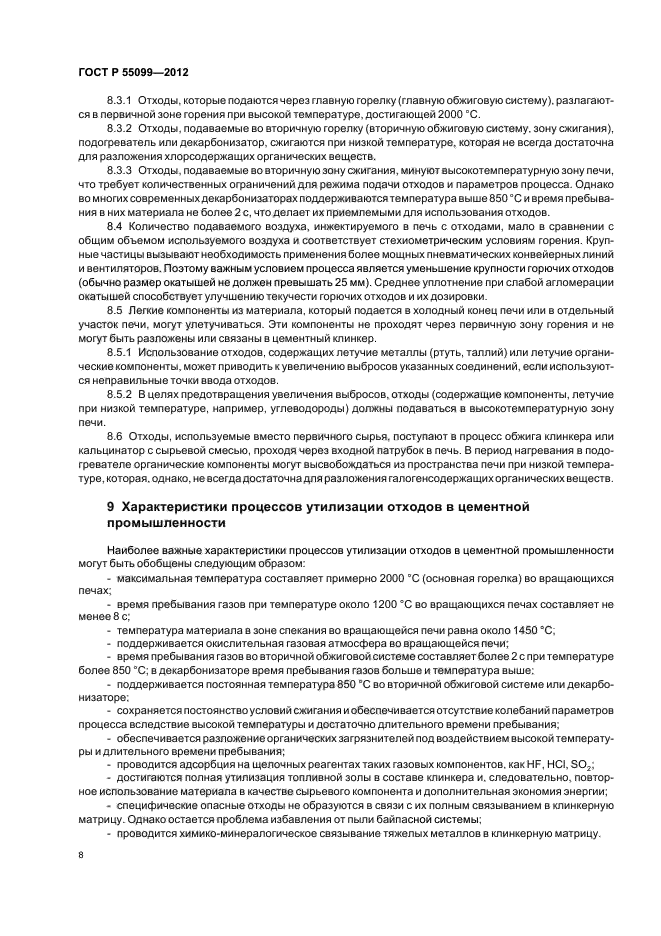 ГОСТ Р 55099—2012
8.3.1 Отходы, которые подаются через главную горелку (главную обжиговую систему), разлагают-
ся в первичной зоне горения при высокой температуре, достигающей 2000 °С.
8.3.2 Отходы, подаваемые во вторичную горелку (вторичную обжиговую систему, зону сжигания),
подогреватель или декарбонизатор, сжигаются при низкой температуре, которая не всегда достаточна
для разложения хлорсодержащих органических веществ.
8.3.3 Отходы, подаваемые во вторичную зону сжигания, минуют высокотемпературную зону печи,
что требует количественных ограничений для режима подачи отходов и параметров процесса. Однако
во многих современных декарбонизаторах поддерживаются температура выше 850 °С и время пребыва-
ния в них материала не более 2 с, что делает их приемлемыми для использования отходов.
8.4 Количество подаваемого воздуха, инжектируемого в печь с отходами, мало в сравнении с
общим объемом используемого воздуха и соответствует стехиометрическим условиям горения. Круп-
ные частицы вызывают необходимость применения более мощных пневматических конвейерных линий
и вентиляторов. Поэтому важным условием процесса является уменьшение крупности горючих отходов
(обычно размер окатышей не должен превышать 25 мм). Среднее уплотнение при слабой агломерации
окатышей способствует улучшению текучести горючих отходов и их дозировки.
8.5 Легкие компоненты из материала, который подается в холодный конец печи или в отдельный
участок печи, могут улетучиваться. Эти компоненты не проходят через первичную зону горения и не
могут быть разложены или связаны в цементный клинкер.
8.5.1 Использование отходов, содержащих летучие металлы (ртуть, таллий) или летучие органи-
ческие компоненты, может приводить к увеличению выбросов указанных соединений, если используют-
ся неправильные точки ввода отходов.
8.5.2 В целях предотвращения увеличения выбросов, отходы (содержащие компоненты, летучие
при низкой температуре, например, углеводороды) должны подаваться в высокотемпературную зону
печи.
8.6 Отходы, используемые вместо первичного сырья, поступают в процесс обжига клинкера или
кальцинатор с сырьевой смесью, проходя через входной патрубок в печь. В период нагревания в подо-
гревателе органические компоненты могут высвобождаться из пространства печи при низкой темпера-
туре, которая, однако, не всегда достаточна для разложения галогенсодержащих органических веществ.
9 Характеристики процессов утилизации отходов в цементной
промышленности
Наиболее важные характеристики процессов утилизации отходов в цементной промышленности
могут быть обобщены следующим образом:
- максимальная температура составляет примерно 2000 °С (основная горелка) во вращающихся
печах;
- время пребывания газов при температуре около 1200 °С во вращающихся печах составляет не
менее 8 с;
- температура материала в зоне спекания во вращающейся печи равна около 1450 °С;
- поддерживается окислительная газовая атмосфера во вращающейся печи;
- время пребывания газов во вторичной обжиговой системе составляет более 2 с при температуре
более 850 °С; в декарбонизаторе время пребывания газов больше и температура выше;
- поддерживается постоянная температура 850 °С во вторичной обжиговой системе или декарбо-
низаторе;
- сохраняется постоянство условий сжигания и обеспечивается отсутствие колебаний параметров
процесса вследствие высокой температуры и достаточно длительного времени пребывания;
- обеспечивается разложение органических загрязнителей под воздействием высокой температу-
ры и длительного времени пребывания;
- проводится адсорбция на щелочных реагентах таких газовых компонентов, как HF, HCl, SO2;
- достигаются полная утилизация топливной золы в составе клинкера и, следовательно, повтор-
ное использование материала в качестве сырьевого компонента и дополнительная экономия энергии;
- специфические опасные отходы не образуются в связи с их полным связыванием в клинкерную
матрицу. Однако остается проблема избавления от пыли байпасной системы;
- проводится химико-минералогическое связывание тяжелых металлов в клинкерную матрицу.
8